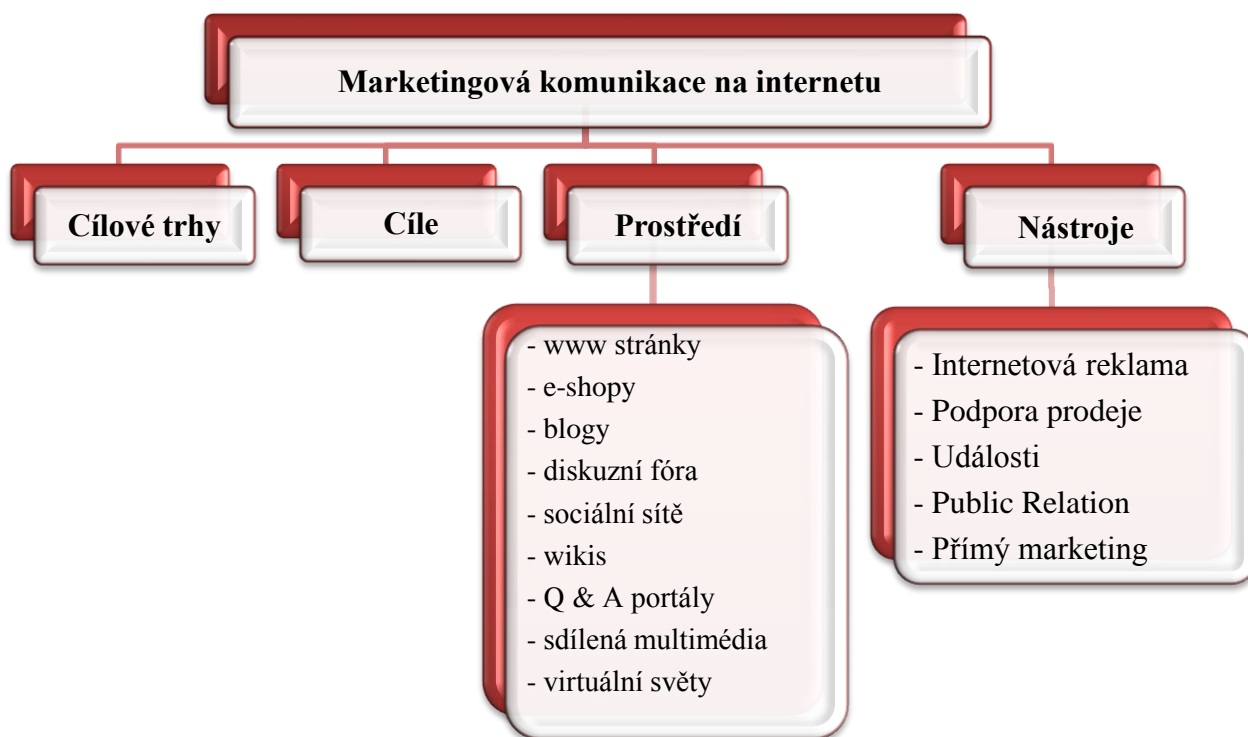 Marketingová komunikace na internetu
Cílové trhy
Cíle
Prostředí
Nástroje
- www stránky
- e-shopy
- blogy
- diskuzní fóra
- sociální sítě
- wikis
- Q & A portály
- sdílená multimédia
- virtuální světy
- Internetová reklama
- Podpora prodeje
- Události
- Public Relation
- Přímý marketing